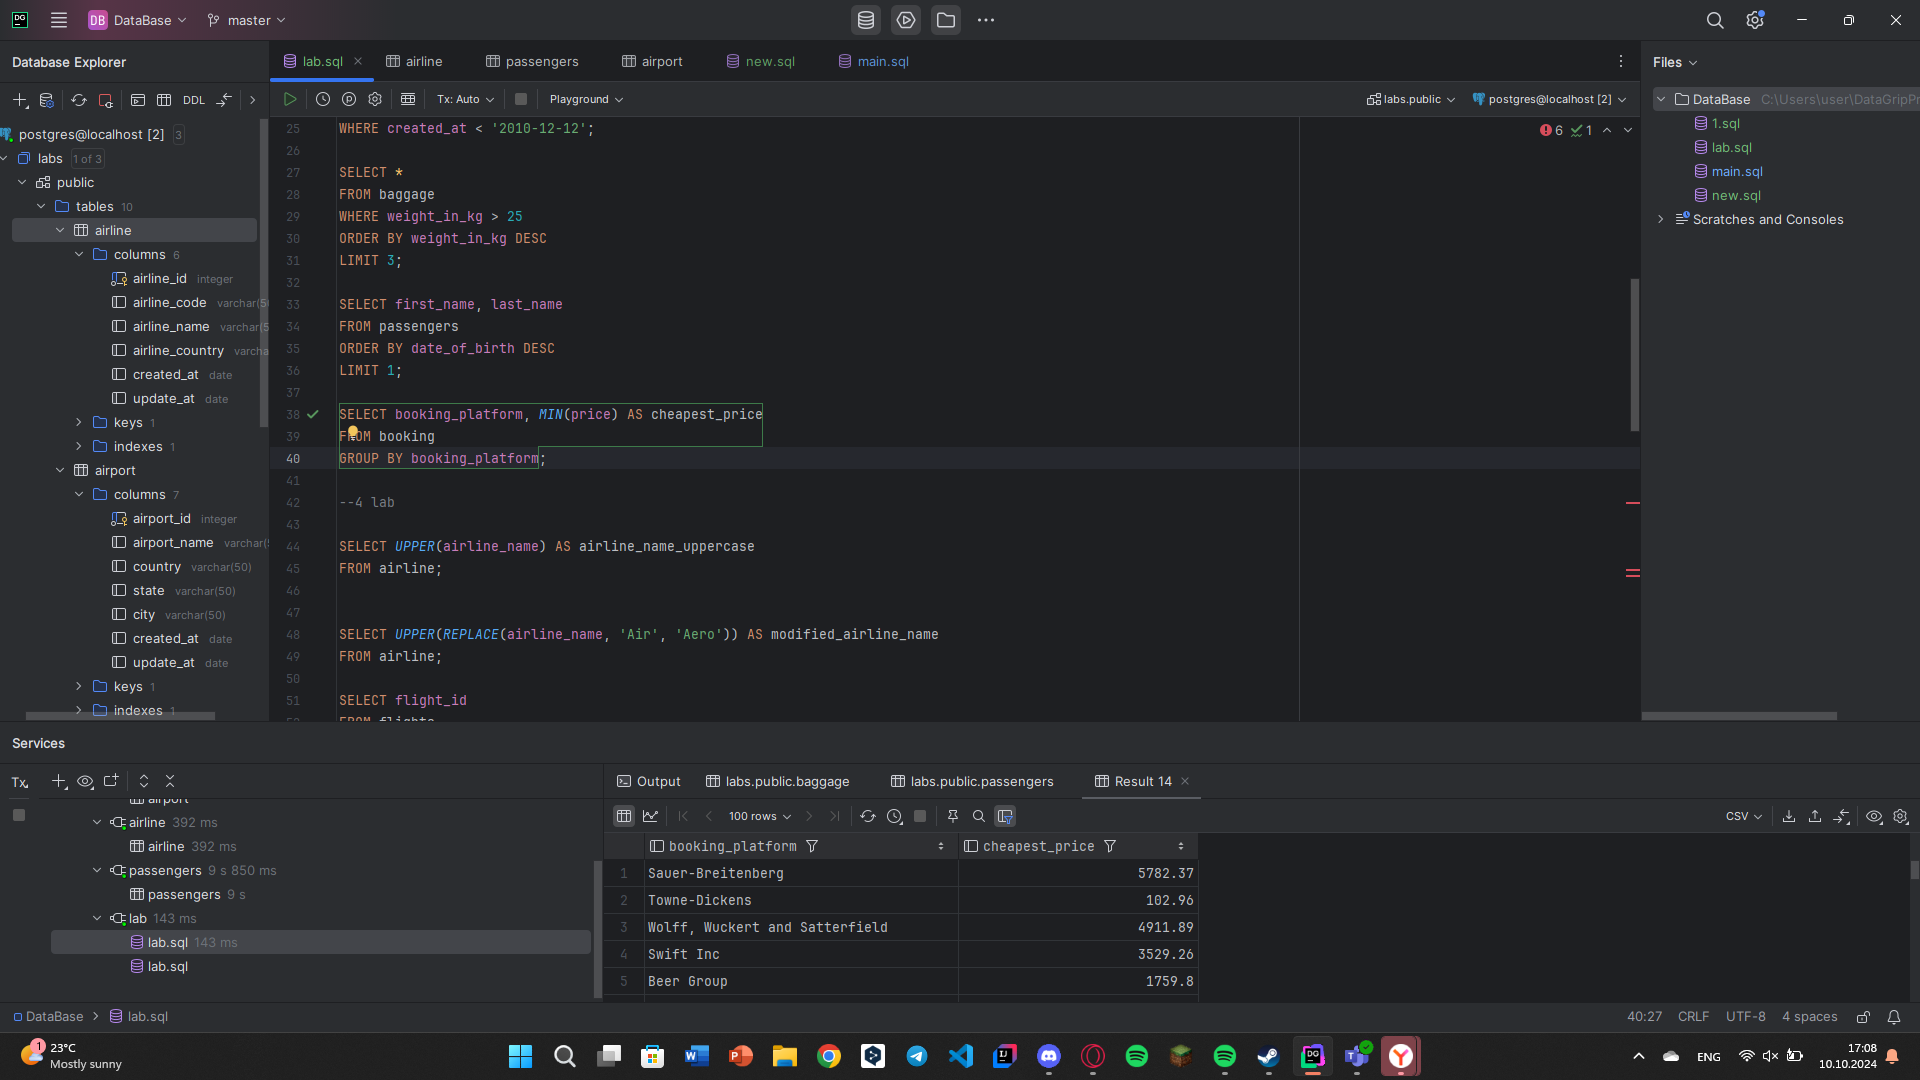 DG
DB DataBase
master
Database Explorer
lab.sql
airline
passengers
airport
new.sql
main.sql
Files
DDL
Tx: Auto
Playground
labs.public
postgres@localhost [2]
DataBase C:\Users\user\DataGripPr
1.sql
lab.sql
main.sql
new.sql
Scratches and Consoles
postgres@localhost [2] 3
labs 1 of 3
public
tables 10
airline
columns 6
airline_id integer
airline_code varchar(50
airline_name varchar(5
airline_country varcha
created_at date
update_at date
keys 1
indexes 1
airport
columns 7
airport_id integer
airport_name varchar(
country varchar(50)
state varchar(50)
city varchar(50)
created_at date
update_at date
keys 1
indexes 1
6 1
25 WHERE created_at < '2010-12-12';
26
27 SELECT *
28 FROM baggage
29 WHERE weight_in_kg > 25
30 ORDER BY weight_in_kg DESC
31 LIMIT 3;
32
33 SELECT first_name, last_name
34 FROM passengers
35 ORDER BY date_of_birth DESC
36 LIMIT 1;
37
38 SELECT booking_platform, MIN(price) AS cheapest_price
39 FROM booking
40 GROUP BY booking_platform;
41
42 --4 lab
43
44 SELECT UPPER(airline_name) AS airline_name_uppercase
45 FROM airline;
46
47
48 SELECT UPPER(REPLACE(airline_name, 'Air', 'Aero')) AS modified_airline_name
49 FROM airline;
50
51 SELECT flight_id
52 FROM flights
Services
Tx
airport
airline 392 ms
airline 392 ms
passengers 9 s 850 ms
passengers 9 s
lab 143 ms
lab.sql 143 ms
lab.sql
Output
labs.public.baggage
labs.public.passengers
Result 14
100 rows
CSV
booking_platform cheapest_price
1 Sauer-Breitenberg 5782.37
2 Towne-Dickens 102.96
3 Wolff, Wuckert and Satterfield 4911.89
4 Swift Inc 3529.26
5 Beer Group 1759.8
DataBase > lab.sql
40:27 CRLF UTF-8 4 spaces
1
23°C
Mostly sunny
ENG
17:08
10.10.2024